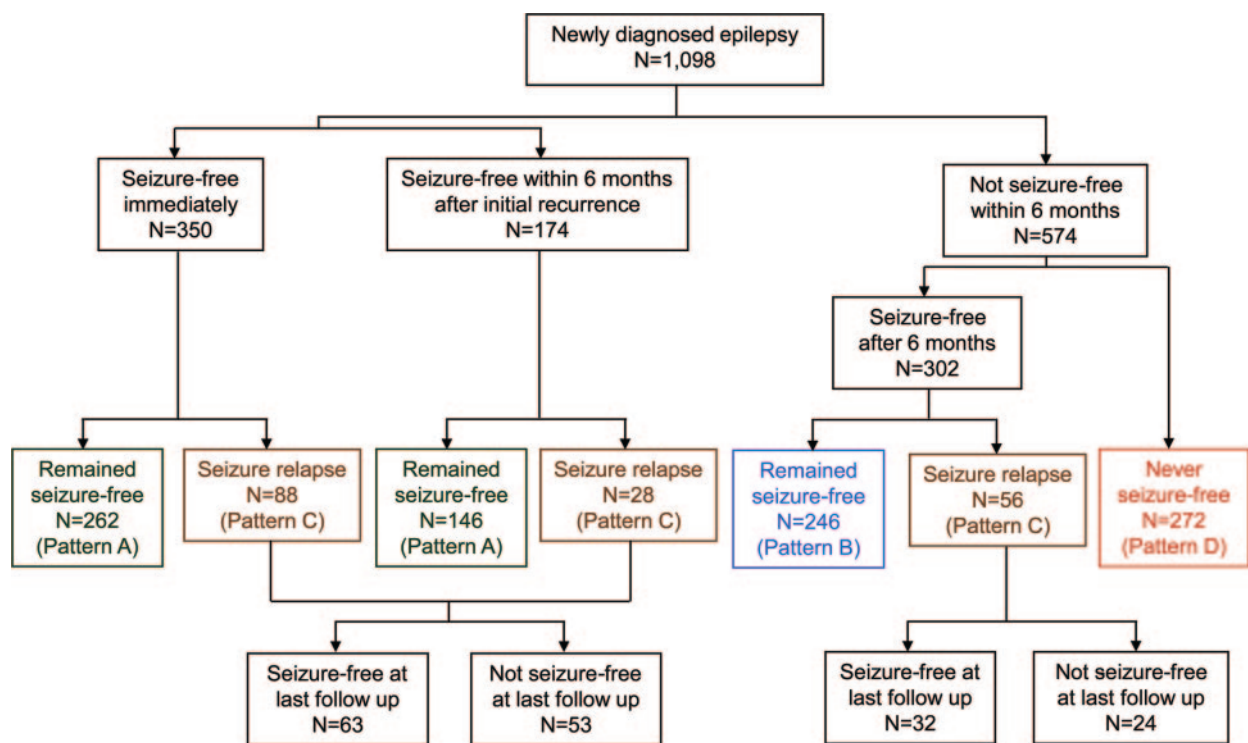 Newly diagnosed epilepsy
N=1,098
Seizure-free
immediately
N=350
Seizure-free within 6 months
after initial recurrence
N=174
Not seizure-free
within 6 months
N=574
Seizure-free
after 6 months
N=302
Remained
seizure-free
N=262
(Pattern A)
Seizure relapse
N=88
(Pattern C)
Remained
seizure-free
N=146
(Pattern A)
Seizure relapse
N=28
(Pattern C)
Remained
seizure-free
N=246
(Pattern B)
Seizure relapse
N=56
(Pattern C)
Never
seizure-free
N=272
(Pattern D)
Seizure-free at
last follow up
N=63
Not seizure-free
at last follow up
N=53
Seizure-free at
last follow up
N=32
Not seizure-free
at last follow up
N=24